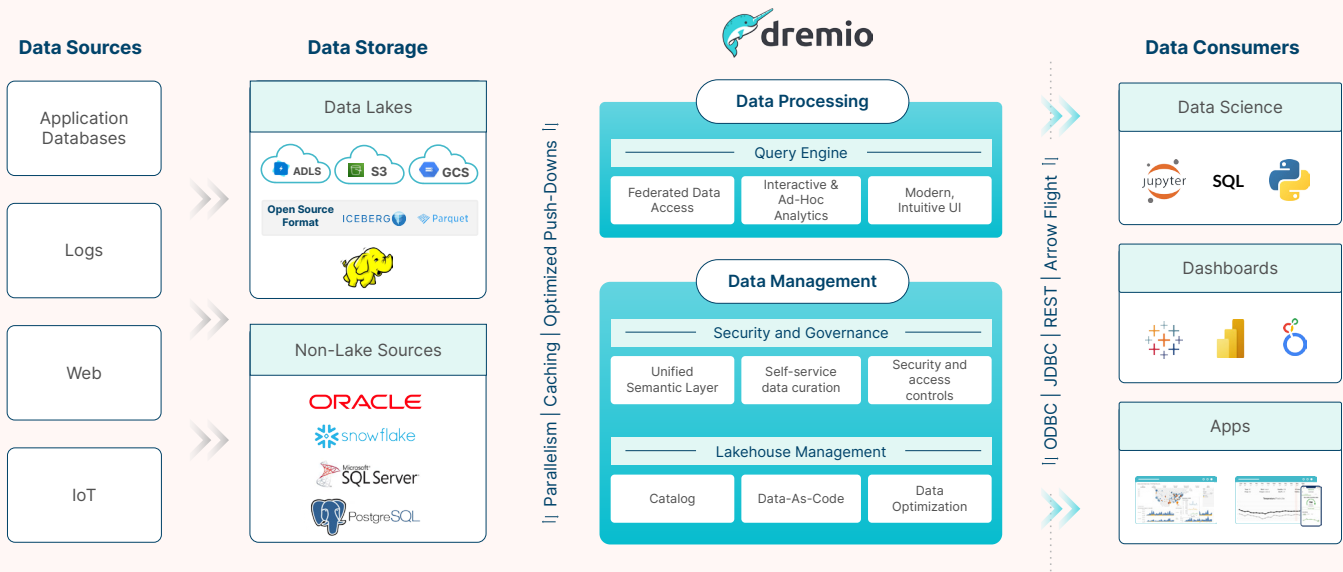 dremio
Data Sources
Application
Databases
Logs
Web
IoT
Data Storage
Data Lakes
ADLS
S3
GCS
Open Source
Format
ICEBERG
Parquet
Non-Lake Sources
ORACLE
snowflake
Microsoft
SQL Server
PostgreSQL
|| Parallelism | Caching | Optimized Push-Downs ||
Data Processing
Query Engine
Federated Data
Access
Interactive &
Ad-Hoc
Analytics
Modern,
Intuitive UI
Data Management
Security and Governance
Unified
Semantic Layer
Self-service
data curation
Security and
access
controls
Lakehouse Management
Catalog
Data-As-Code
Data
Optimization
|| ODBC | JDBC | REST | Arrow Flight ||
Data Consumers
Data Science
jupyter
SQL
Dashboards
Apps